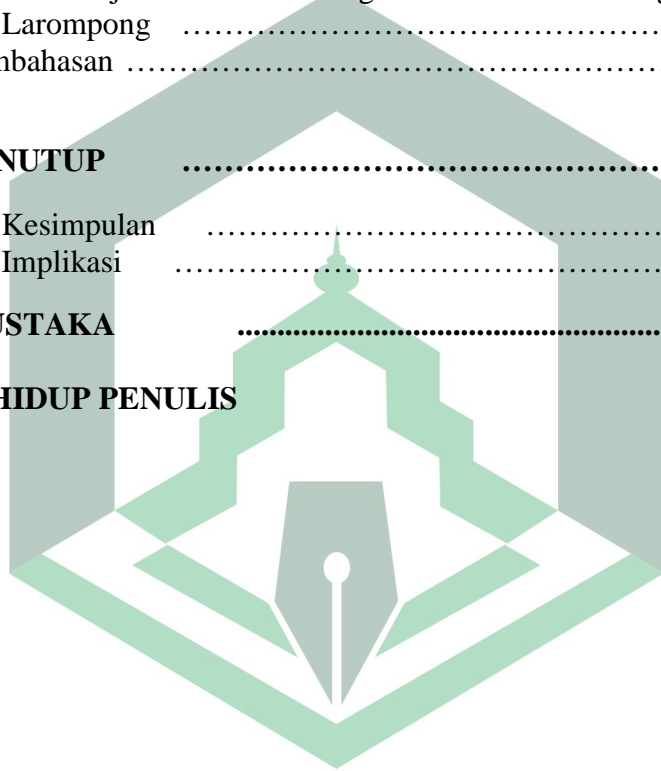 Larompong ……………………………………………
mbahasan ……………………………………………………
NUTUP ……………………………………………
Kesimpulan …………………………………………
Implikasi ……………………………………………
USTAKA ......................................................
HIDUP PENULIS